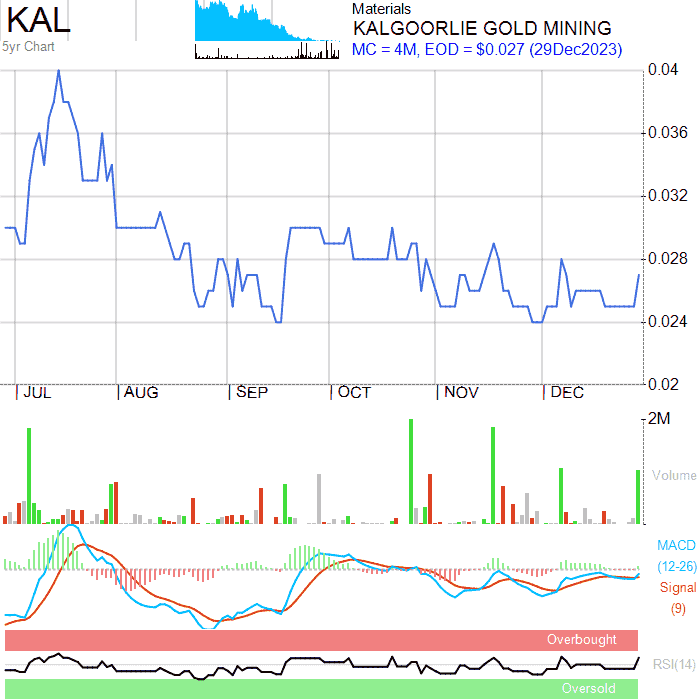 KAL
5yr Chart
Materials
KALGOORLIE GOLD MINING
MC = 4M, EOD = $0.027 (29Dec2023)
0.04
0.036
0.032
0.028
0.024
0.02
JUL AUG SEP OCT NOV DEC
2M
Volume
MACD
(12-26)
Signal
(9)
Overbought
RSI(14)
Oversold